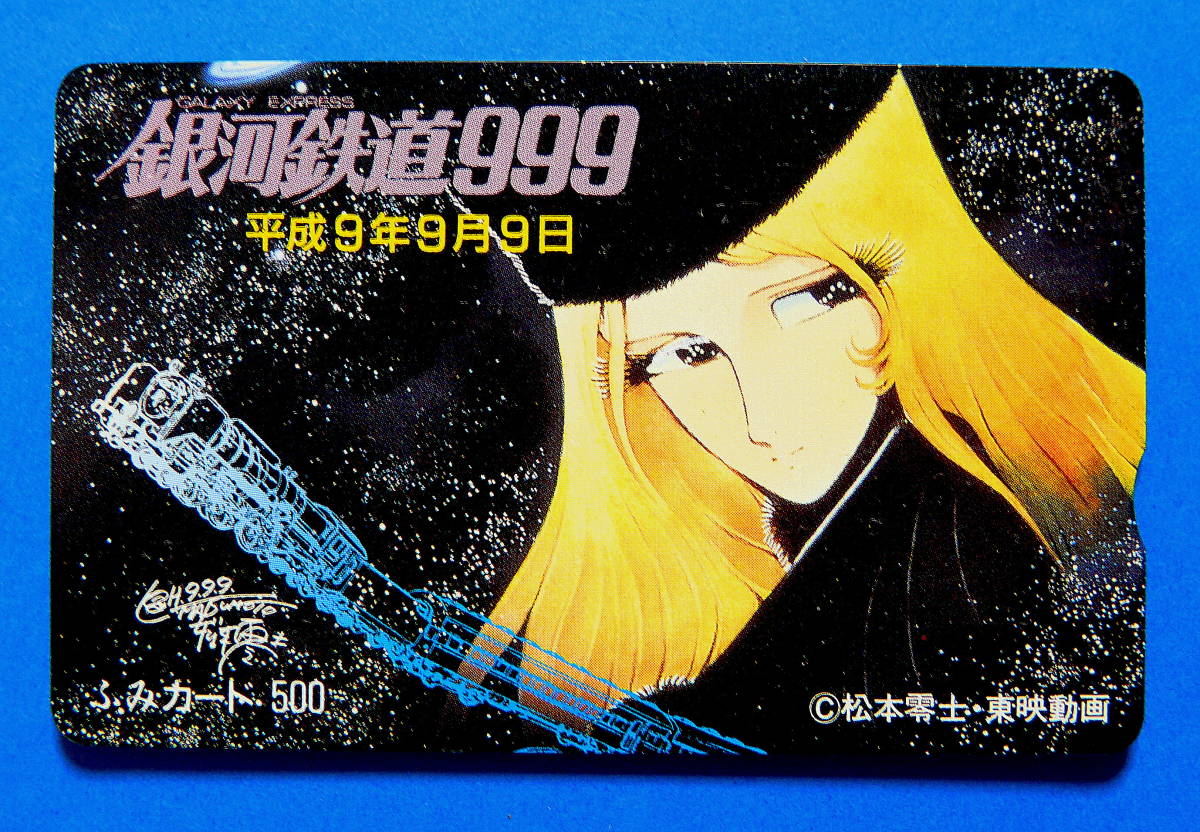 GALAXY EXPRESS
銀河鉄道999
平成9年9月9日
ふみカード 500
©松本零士・東映動画